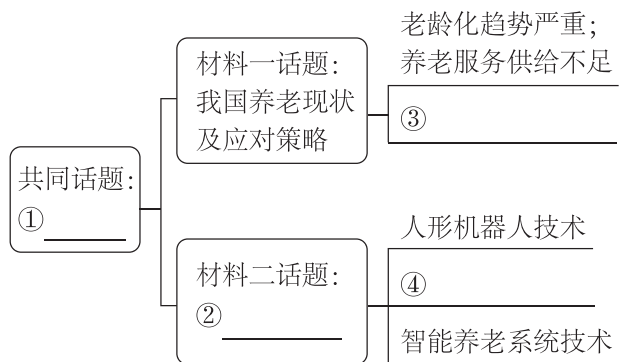 老龄化趋势严重；
养老服务供给不足
材料一话题：
我国养老现状
及应对策略
③
共同话题：
①
人形机器人技术
材料二话题：
②
④
智能养老系统技术